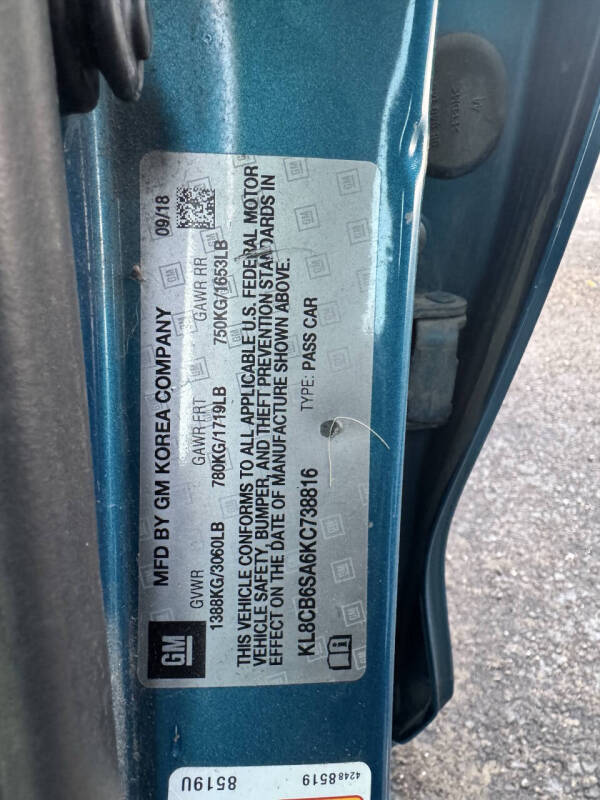 MFD BY GM KOREA COMPANY 09/18
GVWR GAWR FRT GAWR RR
1388KG/3060LB 780KG/1719LB 750KG/1653LB
THIS VEHICLE CONFORMS TO ALL APPLICABLE U.S. FEDERAL MOTOR
VEHICLE SAFETY, BUMPER, AND THEFT PREVENTION STANDARDS IN
EFFECT ON THE DATE OF MANUFACTURE SHOWN ABOVE.
KL8CB6SA6KC738816 TYPE: PASS CAR
GM
8519U
42488519